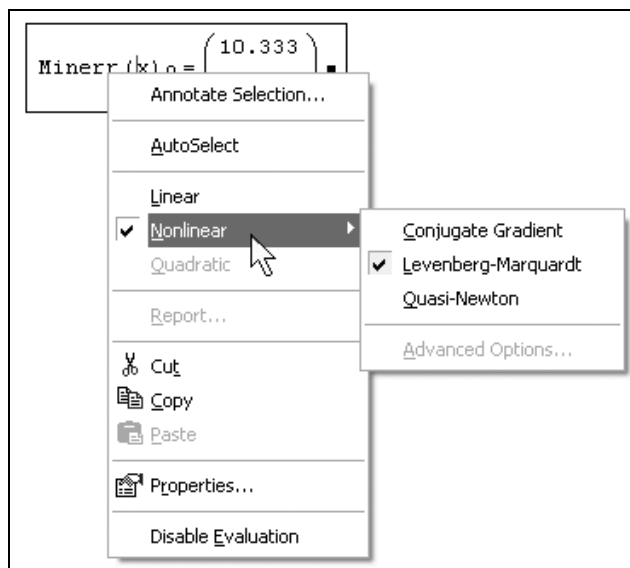 10.333
Minerr (x) 0 =
Annotate Selection...
AutoSelect
Linear
Nonlinear
Quadratic
Report...
Cut
Copy
Paste
Properties...
Disable Evaluation
Conjugate Gradient
Levenberg-Marquardt
Quasi-Newton
Advanced Options...